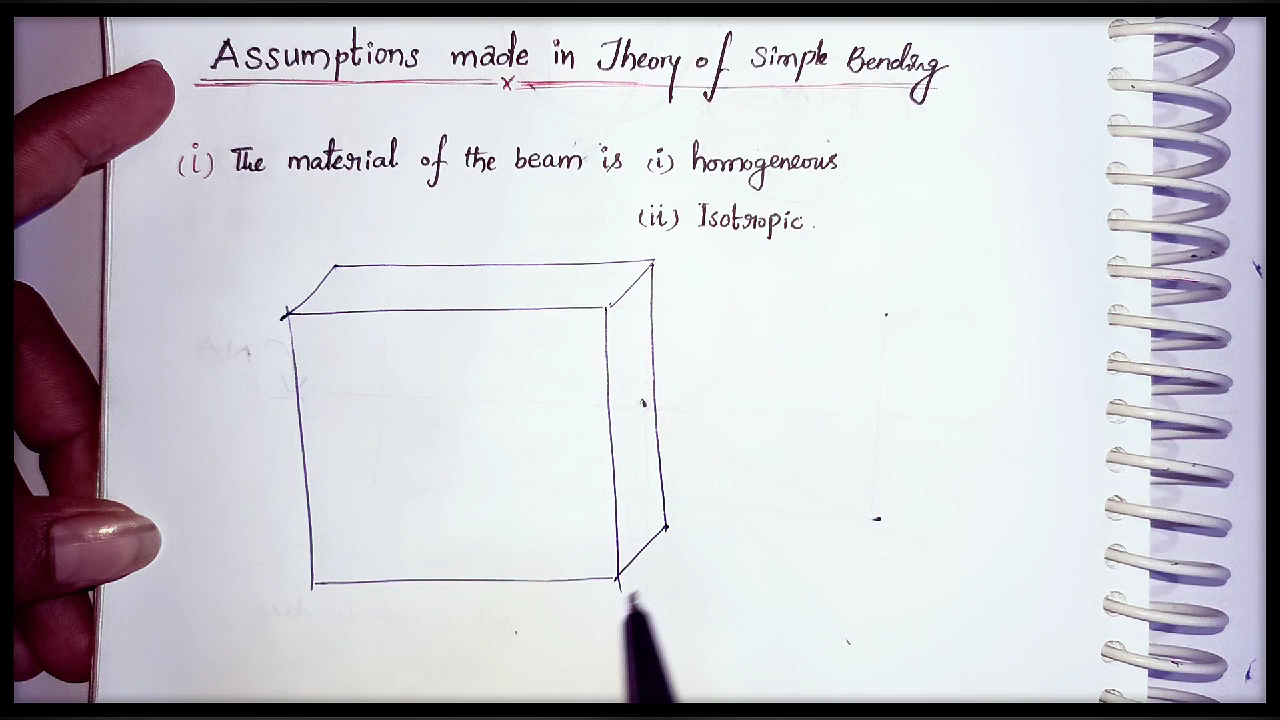 Assumptions made in Theory of Simple Bending
x
(i) The material of the beam is (i) homogeneous
(ii) Isotropic.